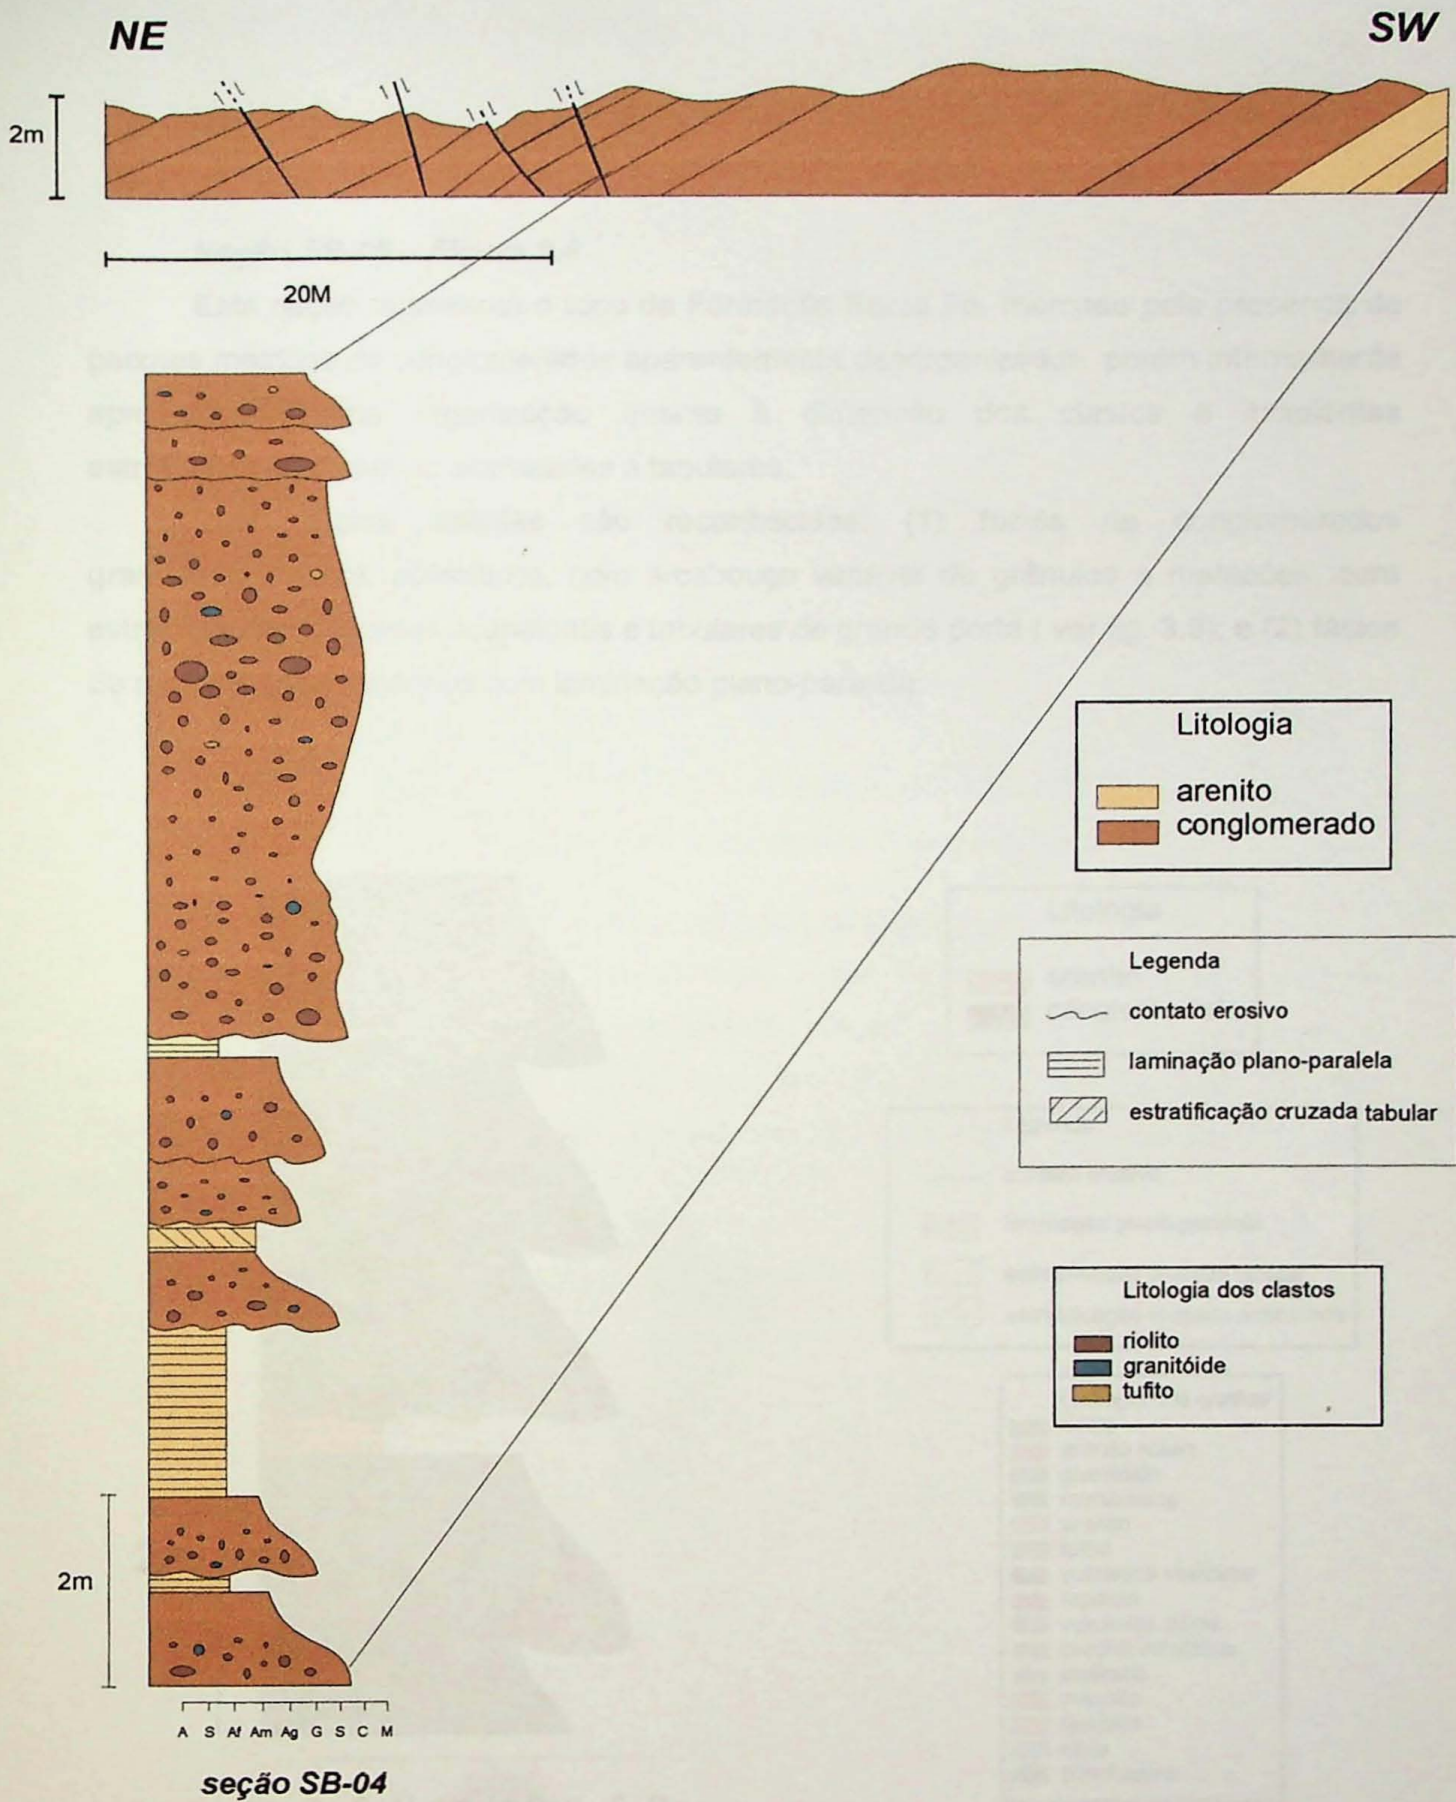 NE
SW
2m
20M
Litologia
arenito
conglomerado
Legenda
contato erosivo
laminação plano-paralela
estratificação cruzada tabular
Litologia dos clastos
riolito
granitóide
tufito
2m
A S Af Am Ag G S C M
seção SB-04